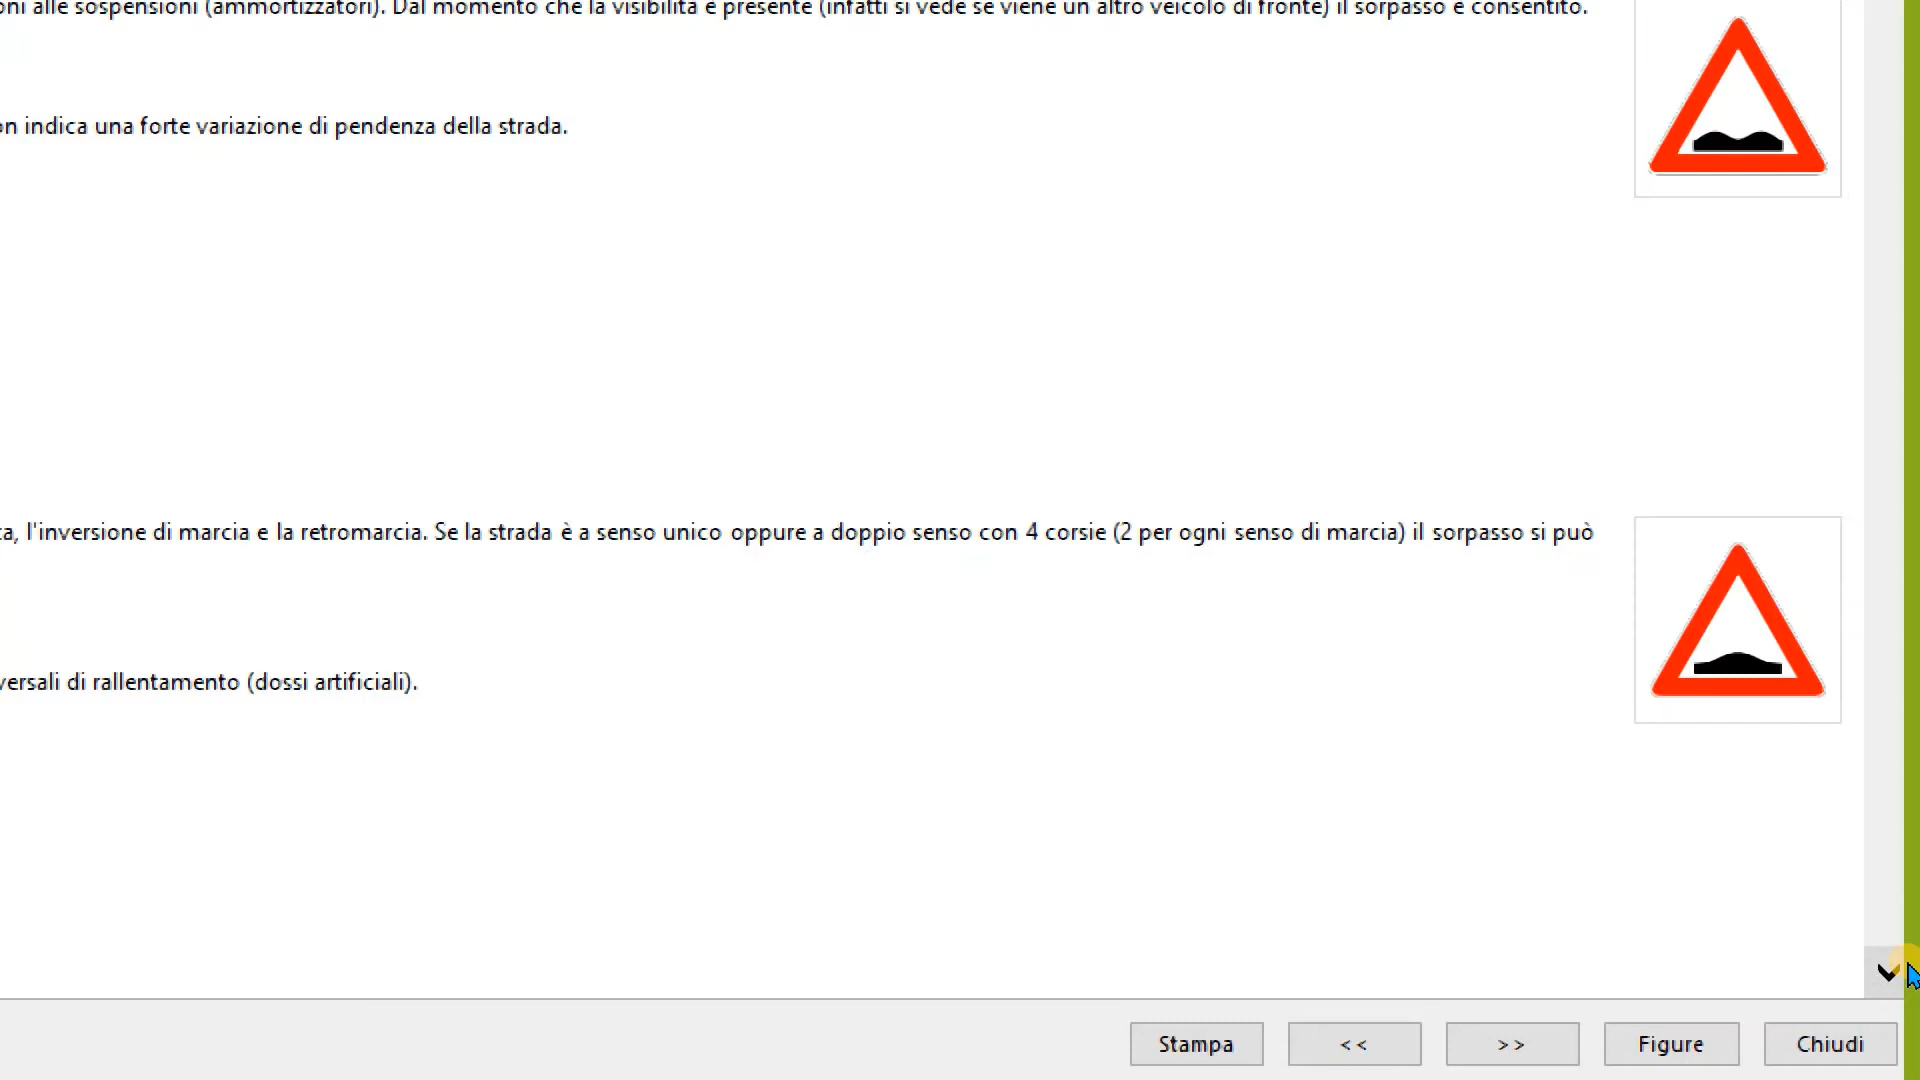 oni alle sospensioni (ammortizzatori). Dal momento che la visibilità è presente (infatti si vede se viene un altro veicolo di fronte) il sorpasso è consentito.
on indica una forte variazione di pendenza della strada.
ta, l'inversione di marcia e la retromarcia. Se la strada è a senso unico oppure a doppio senso con 4 corsie (2 per ogni senso di marcia) il sorpasso si può
versali di rallentamento (dossi artificiali).
Stampa
<<
>>
Figure
Chiudi